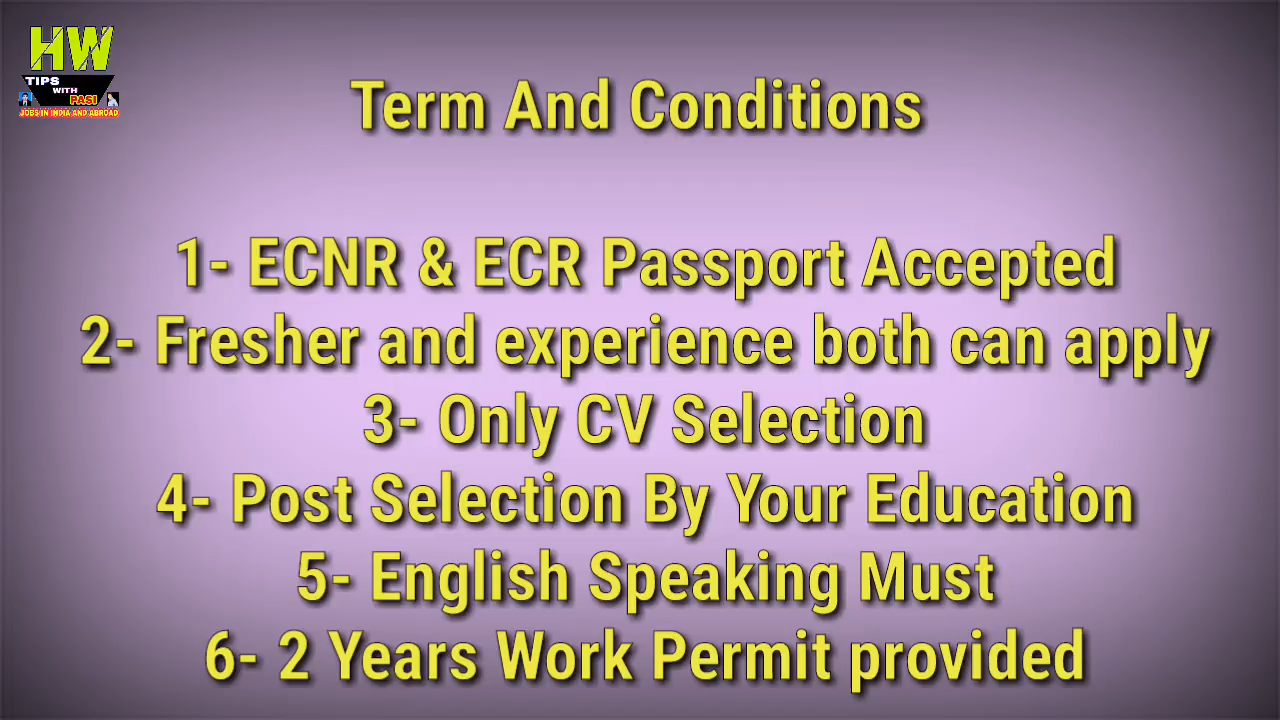 HW
TIPS
WITH
PASI
JOBS IN INDIA AND ABROAD
Term And Conditions
1- ECNR & ECR Passport Accepted
2- Fresher and experience both can apply
3- Only CV Selection
4- Post Selection By Your Education
5- English Speaking Must
6- 2 Years Work Permit provided